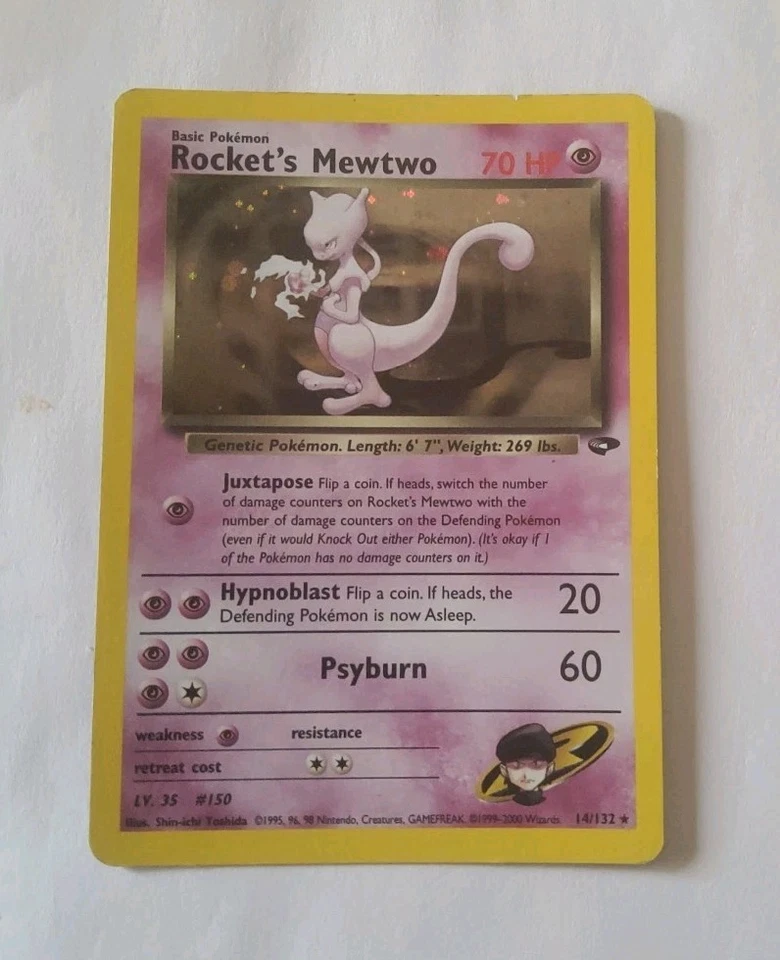 Basic Pokémon
Rocket's Mewtwo 70 HP
Genetic Pokémon. Length: 6' 7", Weight: 269 lbs.
Juxtapose Flip a coin. If heads, switch the number
of damage counters on Rocket's Mewtwo with the
number of damage counters on the Defending Pokémon
(even if it would Knock Out either Pokémon). (It's okay if 1
of the Pokémon has no damage counters on it.)
Hypnoblast Flip a coin. If heads, the 20
Defending Pokémon is now Asleep.
Psyburn 60
weakness resistance
retreat cost
LV. 35 #150
Illus. Shin-ichi Yoshida ©1995, 96, 98 Nintendo, Creatures, GAMEFREAK. ©1999-2000 Wizards. 14/132 ★